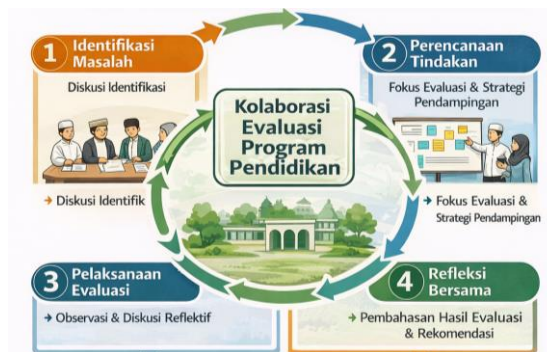 1 Identifikasi
Masalah
Diskusi Identifikasi
→ Diskusi Identifik
2 Perencanaan
Tindakan
Fokus Evaluasi & Strategi
Pendampingan
→ Fokus Evaluasi &
Strategi Pendampingan
Kolaborasi
Evaluasi
Program
Pendidikan
3 Pelaksanaan
Evaluasi
→ Observasi & Diskusi Reflektif
4 Refleksi
Bersama
→ Pembahasan Hasil Evaluasi
& Rekomendasi